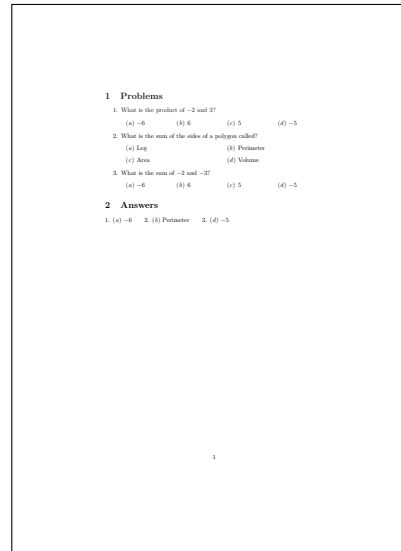 1 Problems
1. What is the product of −2 and 3?
(a) −6 (b) 6 (c) 5 (d) −5
2. What is the sum of the sides of a polygon called?
(a) Leg (b) Perimeter
(c) Area (d) Volume
3. What is the sum of −2 and −3?
(a) −6 (b) 6 (c) 5 (d) −5
2 Answers
1. (a) −6 2. (b) Perimeter 3. (d) −5
1